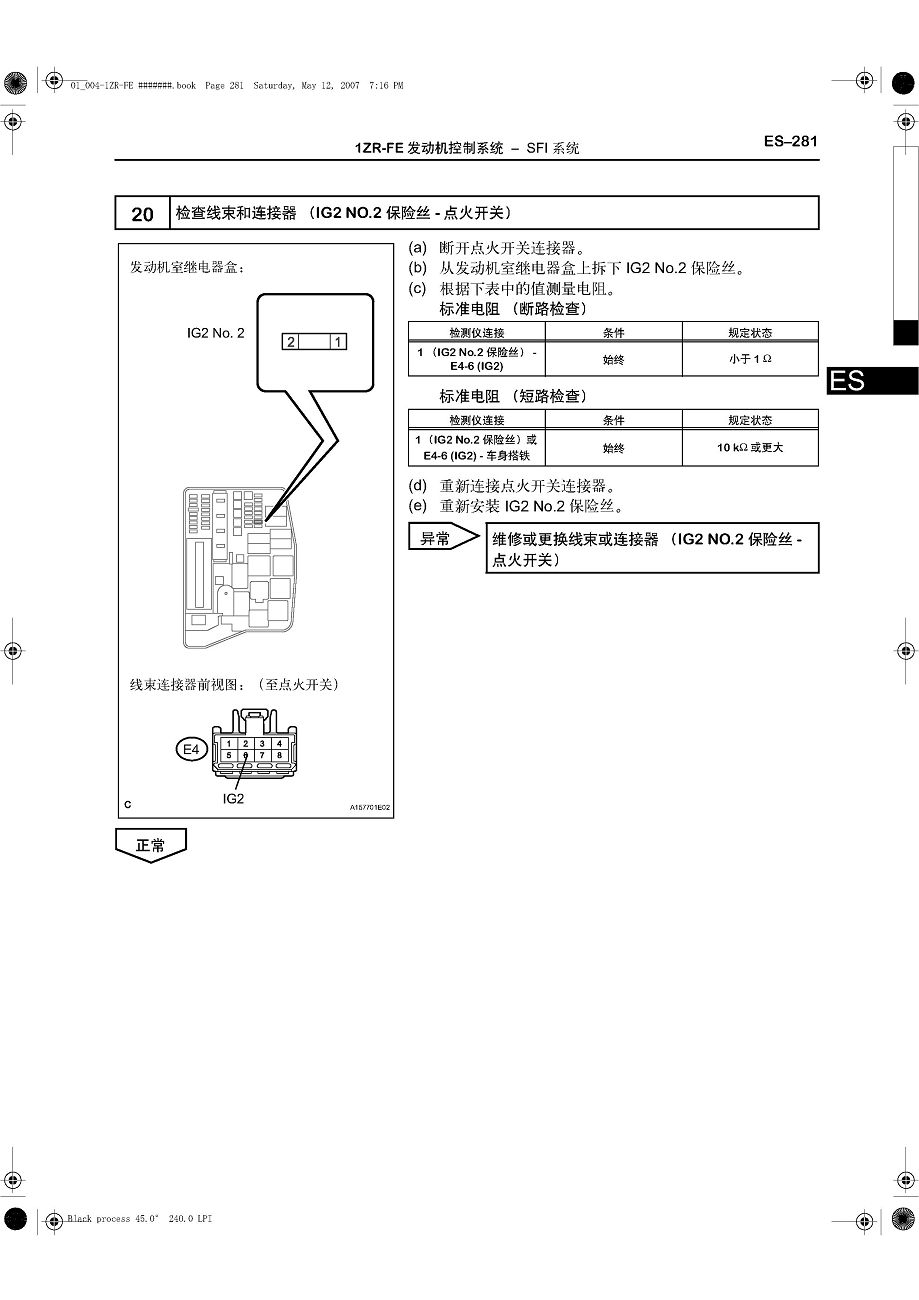 01_004-1ZR-FE #######.book Page 281 Saturday, May 12, 2007 7:16 PM
1ZR-FE 发动机控制系统 – SFI 系统
ES–281
20
检查线束和连接器 （IG2 NO.2 保险丝 - 点火开关）
发动机室继电器盒：
IG2 No. 2
2
1
线束连接器前视图：（至点火开关）
E4
1 2 3 4
5 6 7 8
IG2
C
A157701E02
(a) 断开点火开关连接器。
(b) 从发动机室继电器盒上拆下 IG2 No.2 保险丝。
(c) 根据下表中的值测量电阻。
标准电阻 （断路检查）
检测仪连接 条件 规定状态
1 （IG2 No.2 保险丝） -
E4-6 (IG2)
始终
小于 1 Ω
标准电阻 （短路检查）
检测仪连接 条件 规定状态
1 （IG2 No.2 保险丝）或
E4-6 (IG2) - 车身搭铁
始终
10 kΩ 或更大
(d) 重新连接点火开关连接器。
(e) 重新安装 IG2 No.2 保险丝。
异常
维修或更换线束或连接器 （IG2 NO.2 保险丝 -
点火开关）
ES
正常
Black process 45.0° 240.0 LPI